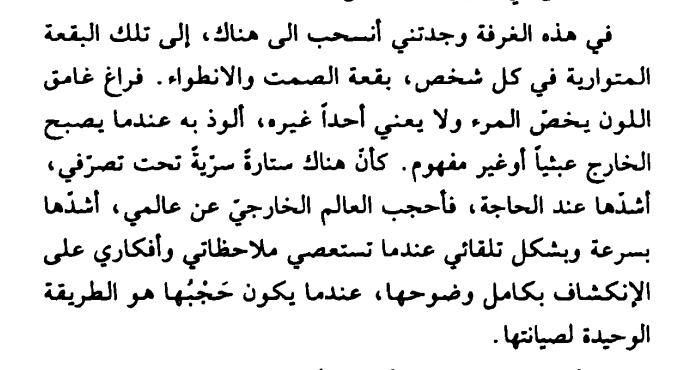 في هذه الغرفة وجدتني أنسحب الى هناك، إلى تلك البقعة
المتوارية في كل شخص، بقعة الصمت والانطواء. فراغ غامق
اللون يخصّ المرء ولا يعني أحداً غيره، ألوذ به عندما يصبح
الخارج عبثياً أوغير مفهوم. كأنّ هناك ستارةً سرّيةً تحت تصرّفي،
أشدّها عند الحاجة، فأحجب العالم الخارجيّ عن عالمي، أشدّها
بسرعة وبشكل تلقائي عندما تستعصي ملاحظاتي وأفكاري على
الإنكشاف بكامل وضوحها، عندما يكون حَجْبُها هو الطريقة
الوحيدة لصيانتها.